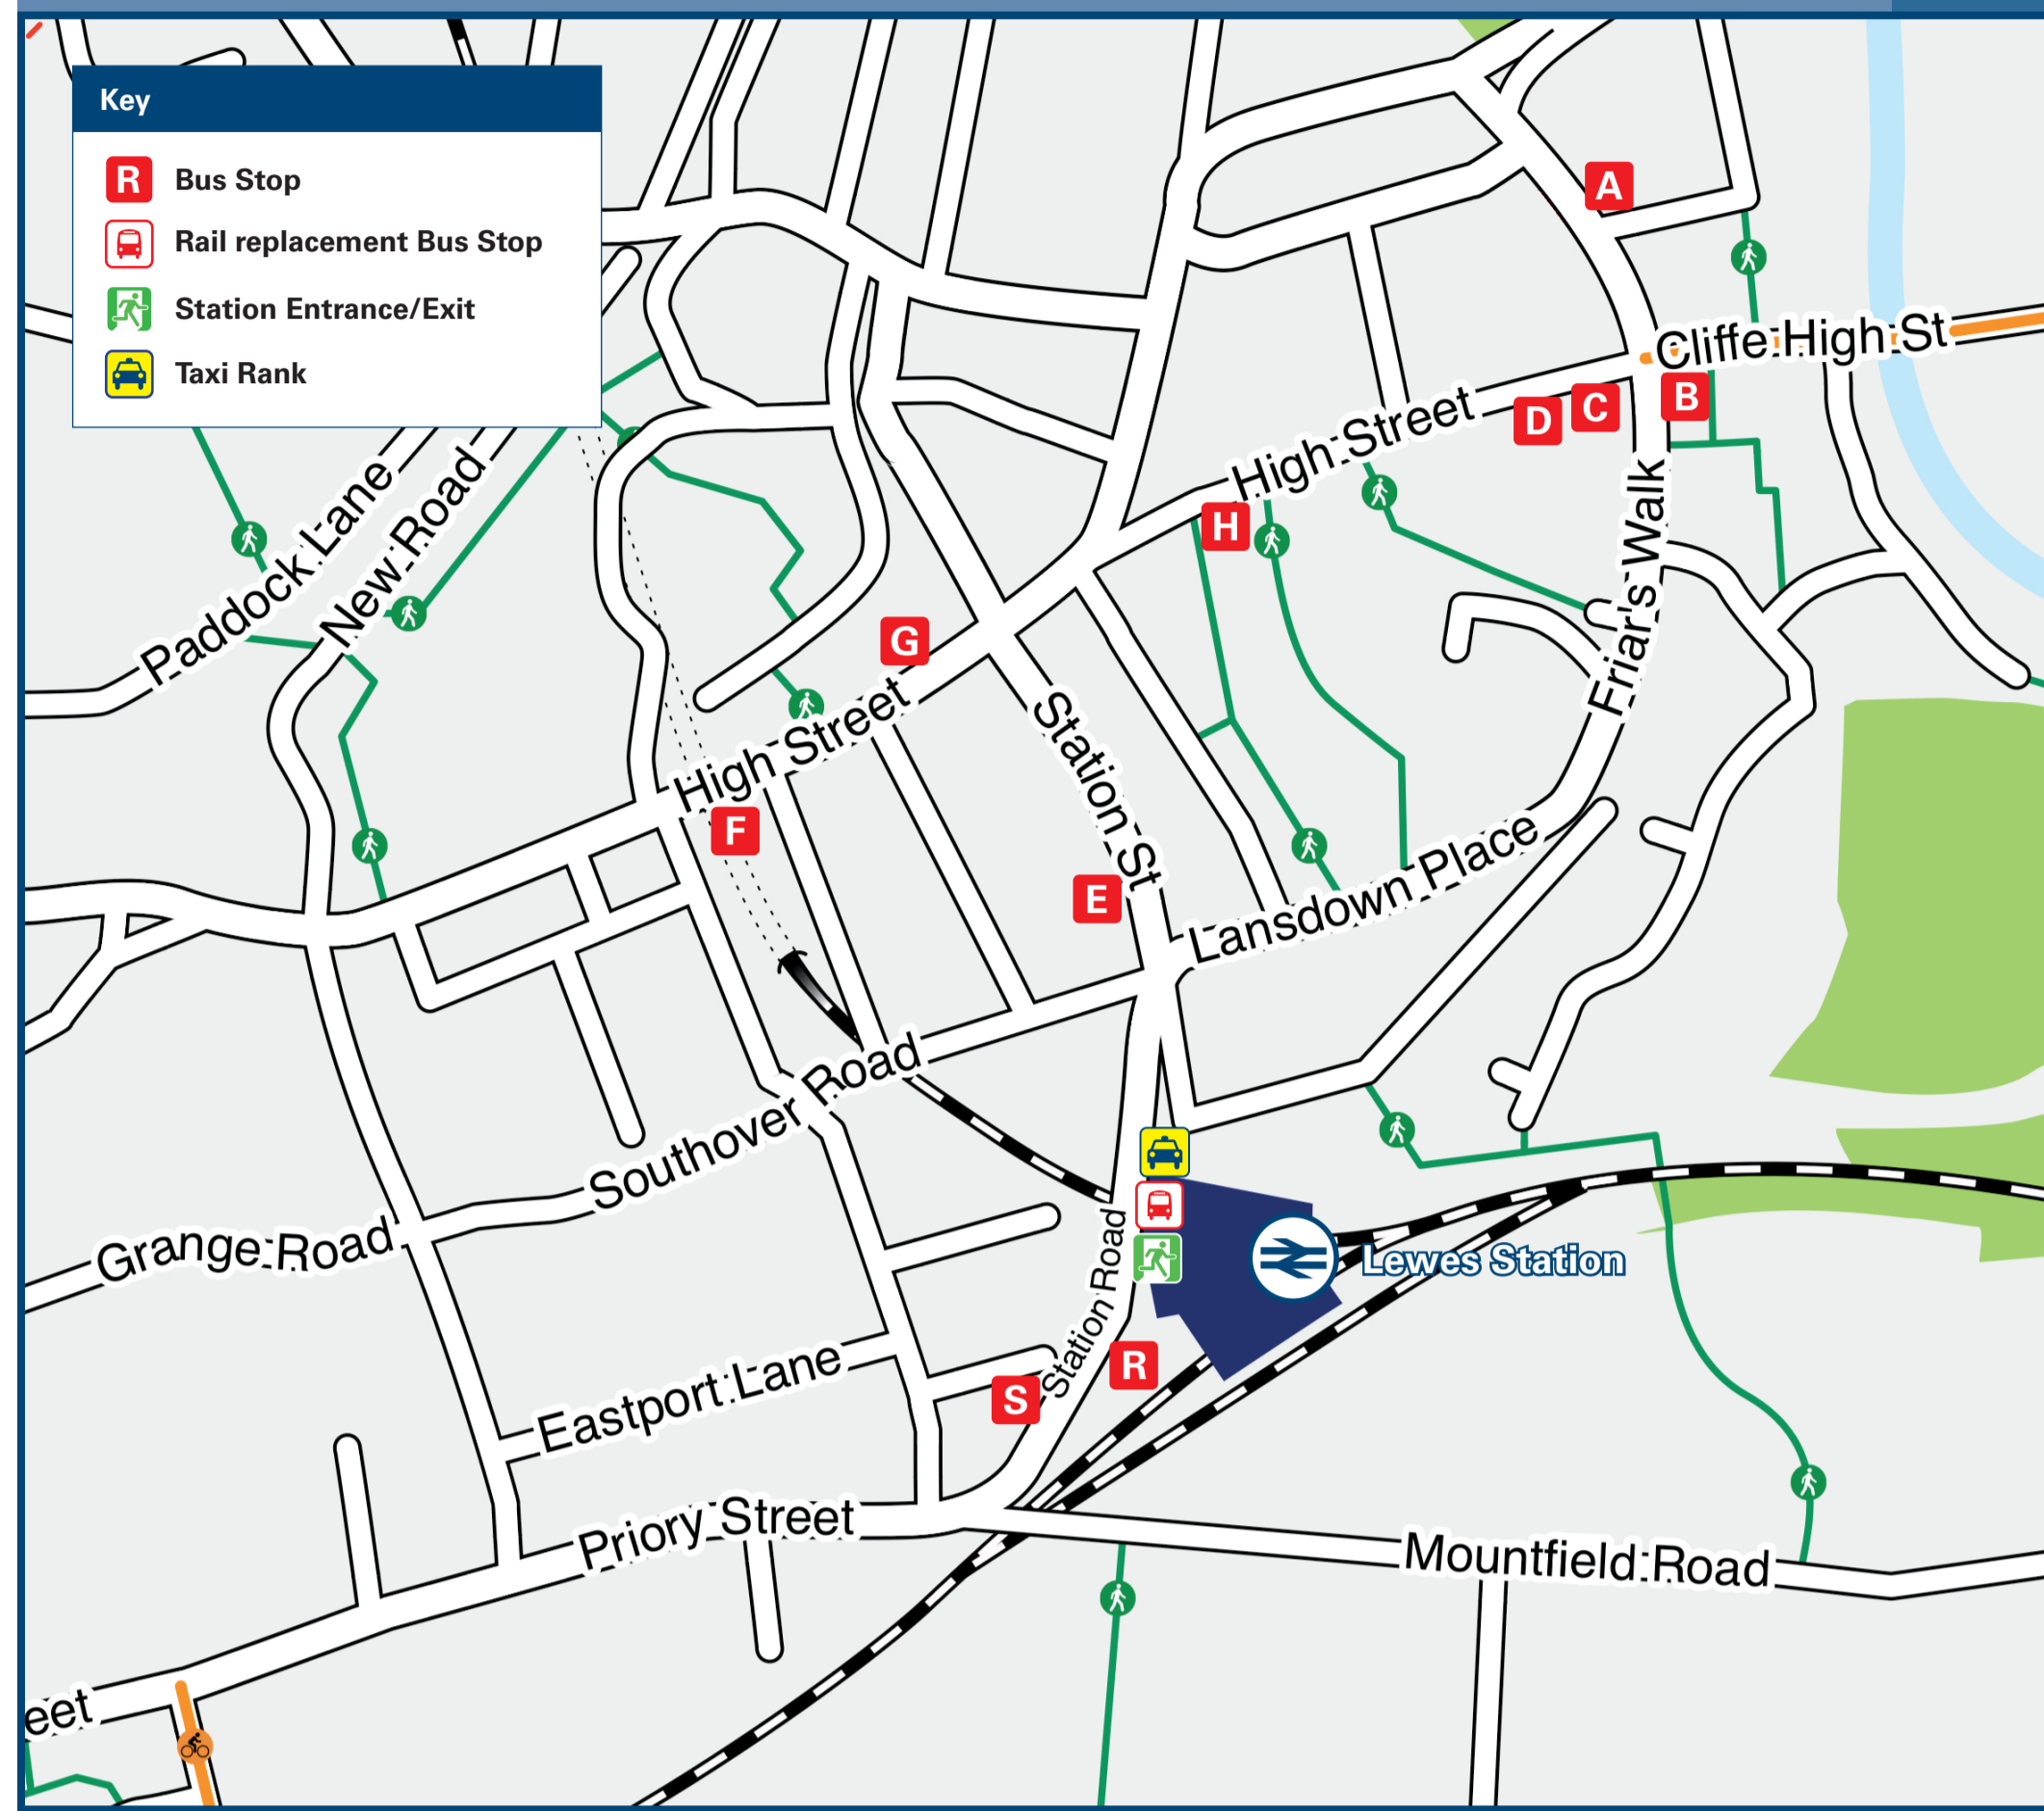 Key
R Bus Stop
Rail replacement Bus Stop
Station Entrance/Exit
Taxi Rank
A
Cliffe High St
B
C
D
High Street
H
Friar's Walk
Paddock Lane
New Road
G
High Street
F
Station St
E
Lansdown Place
Southover Road
Grange Road
Station Road
Lewes Station
R
S
Eastport Lane
Priory Street
Mountfield Road
eet